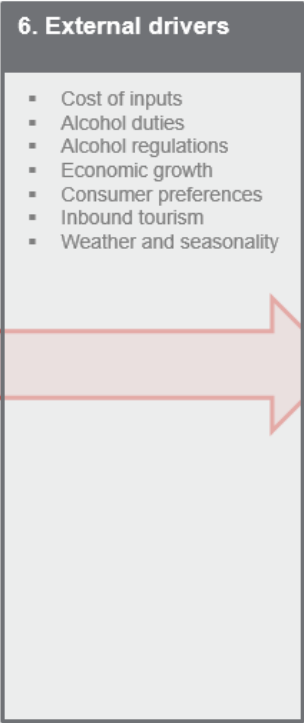 6. External drivers
▪ Cost of inputs
▪ Alcohol duties
▪ Alcohol regulations
▪ Economic growth
▪ Consumer preferences
▪ Inbound tourism
▪ Weather and seasonality